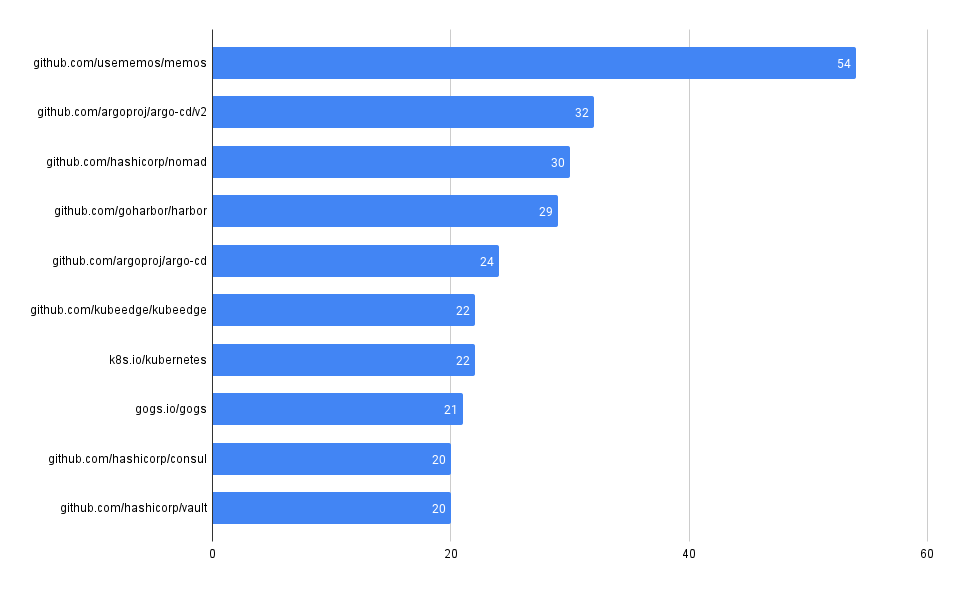 github.com/usememos/memos 54
github.com/argoproj/argo-cd/v2 32
github.com/hashicorp/nomad 30
github.com/goharbor/harbor 29
github.com/argoproj/argo-cd 24
github.com/kubeedge/kubeedge 22
k8s.io/kubernetes 22
gogs.io/gogs 21
github.com/hashicorp/consul 20
github.com/hashicorp/vault 20
0 20 40 60